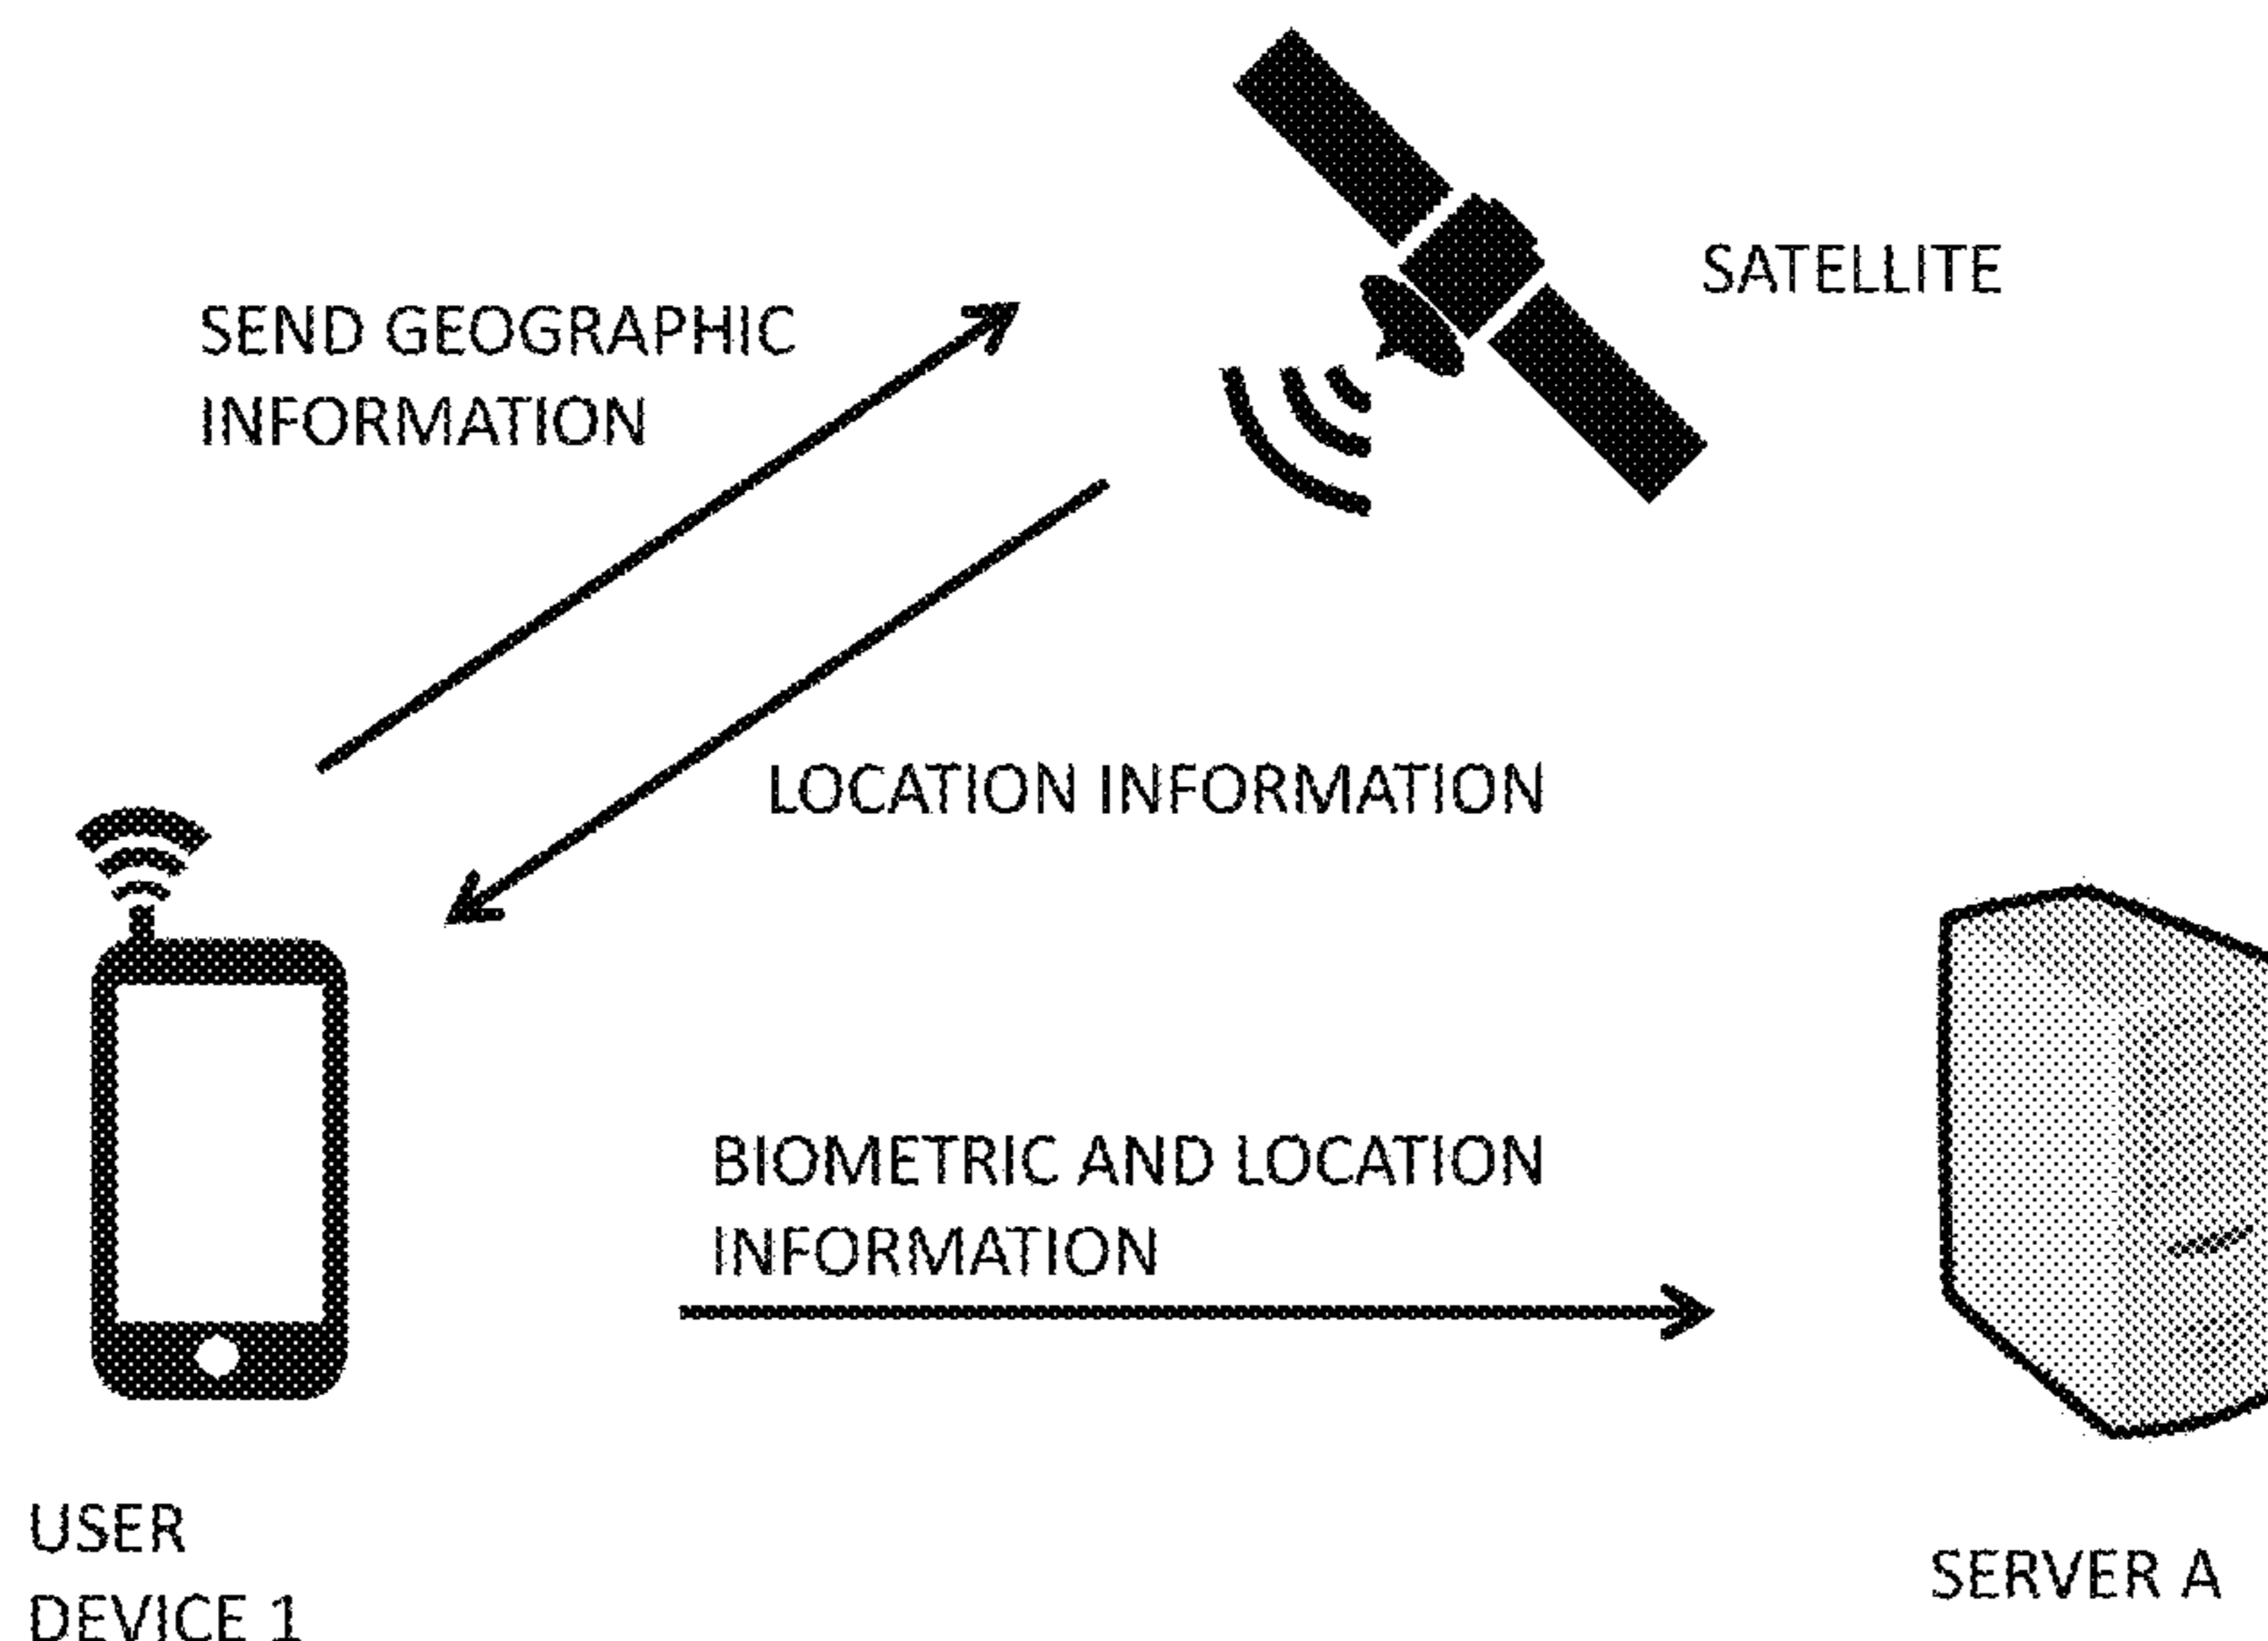 SATELLITE
SEND GEOGRAPHIC
INFORMATION
LOCATION INFORMATION
BIOMETRIC AND LOCATION
INFORMATION
USER
DEVICE 1
SERVER A